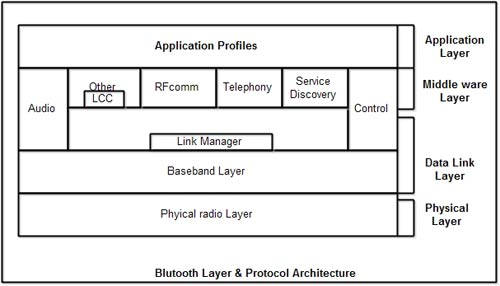 Application Profiles
Application
Layer
Audio
Other
LCC
RFcomm
Telephony
Service
Discovery
Control
Middle ware
Layer
Link Manager
Baseband Layer
Data Link
Layer
Phyical radio Layer
Physical
Layer
Blutooth Layer & Protocol Architecture